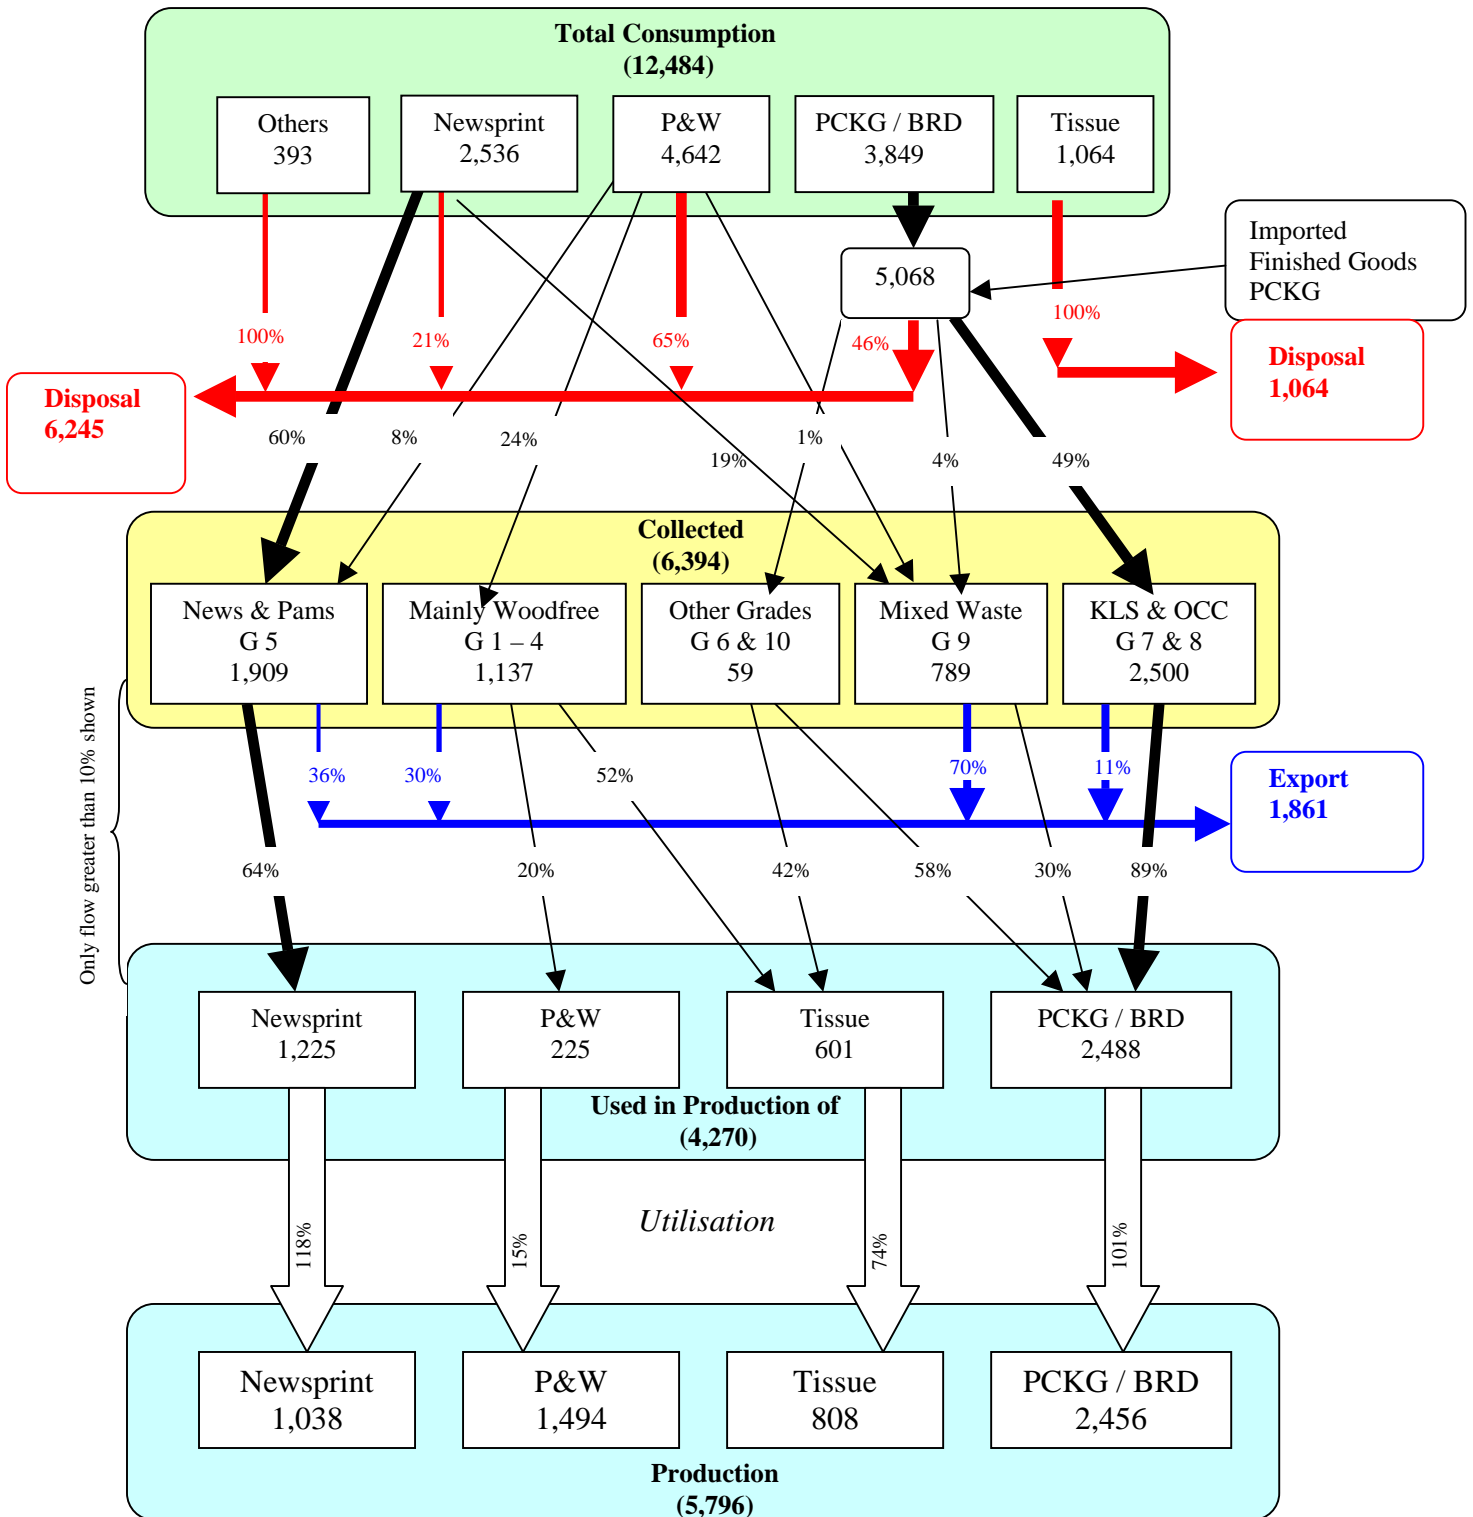 Total Consumption
(12,484)
Others
393
Newsprint
2,536
P&W
4,642
PCKG / BRD
3,849
Tissue
1,064
Imported
Finished Goods
PCKG
5,068
100%
21%
65%
46%
100%
Disposal
6,245
Disposal
1,064
60%
8%
24%
19%
1%
4%
49%
Collected
(6,394)
News & Pams
G 5
1,909
Mainly Woodfree
G 1 – 4
1,137
Other Grades
G 6 & 10
59
Mixed Waste
G 9
789
KLS & OCC
G 7 & 8
2,500
Only flow greater than 10% shown
36%
30%
52%
70%
11%
Export
1,861
64%
20%
42%
58%
30%
89%
Newsprint
1,225
P&W
225
Tissue
601
PCKG / BRD
2,488
Used in Production of
(4,270)
Utilisation
118%
15%
74%
101%
Newsprint
1,038
P&W
1,494
Tissue
808
PCKG / BRD
2,456
Production
(5,796)